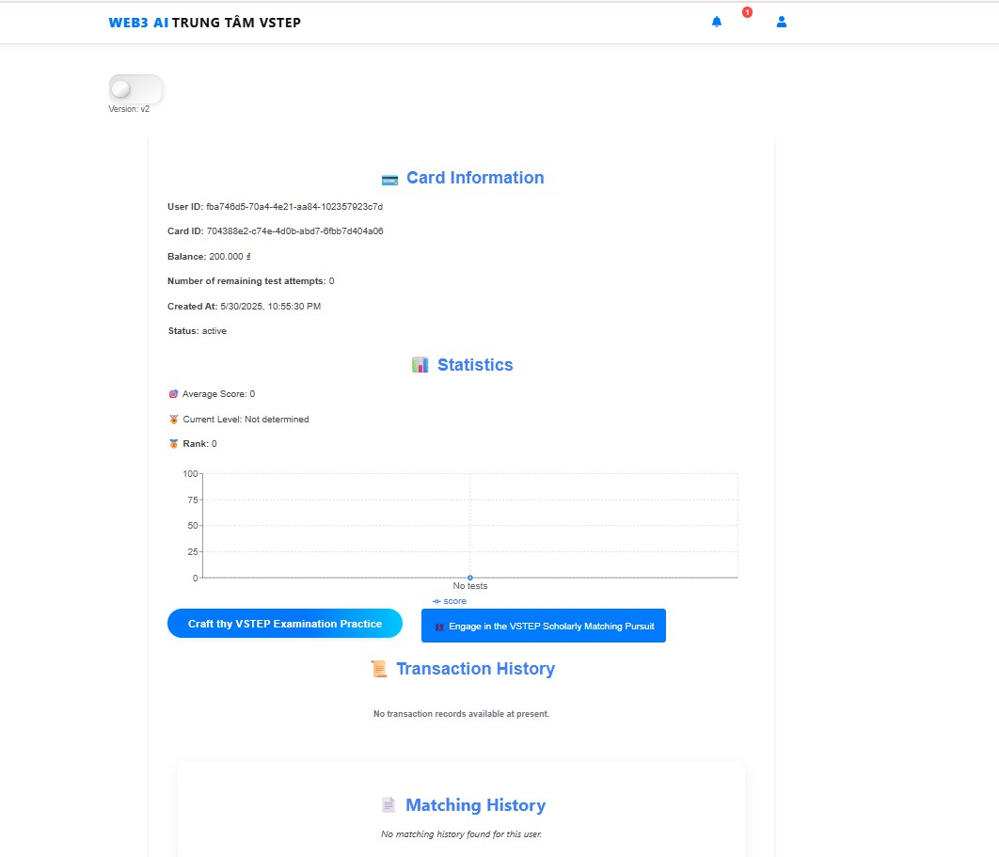 WEB3 AI TRUNG TÂM VSTEP
1
Version: v2
Card Information
User ID: fba746d5-70a4-4e21-aa84-102357923c7d
Card ID: 704388e2-c74e-4d0b-abd7-6fbb7d404a06
Balance: 200.000 ₫
Number of remaining test attempts: 0
Created At: 5/30/2025, 10:55:30 PM
Status: active
Statistics
Average Score: 0
Current Level: Not determined
Rank: 0
100
75
50
25
0
No tests
score
Craft thy VSTEP Examination Practice
Engage in the VSTEP Scholarly Matching Pursuit
Transaction History
No transaction records available at present.
Matching History
No matching history found for this user.